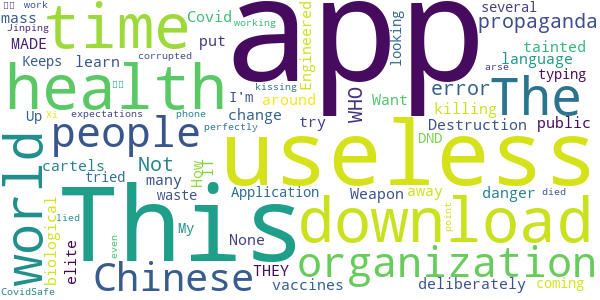 app
This
useless
download
time
health
people
world
The
organization
Chinese
propaganda
error
Not
WHO
Covid
several
looking
language
tainted
typing
put
mass
MADE
work
Jinping
corrupted
working
arse
Keeps
learn
Engineered
kissing
Want
I'm
around
killing
Up
expectations
Xi
phone
change
try
Destruction
public
perfectly
DND
cartels
tried
How
IT
many
Application
Weapon
away
danger
died
waste
biological
elite
lied
My
None
THEY
even
vaccines
deliberately
point
coming
CovidSafe